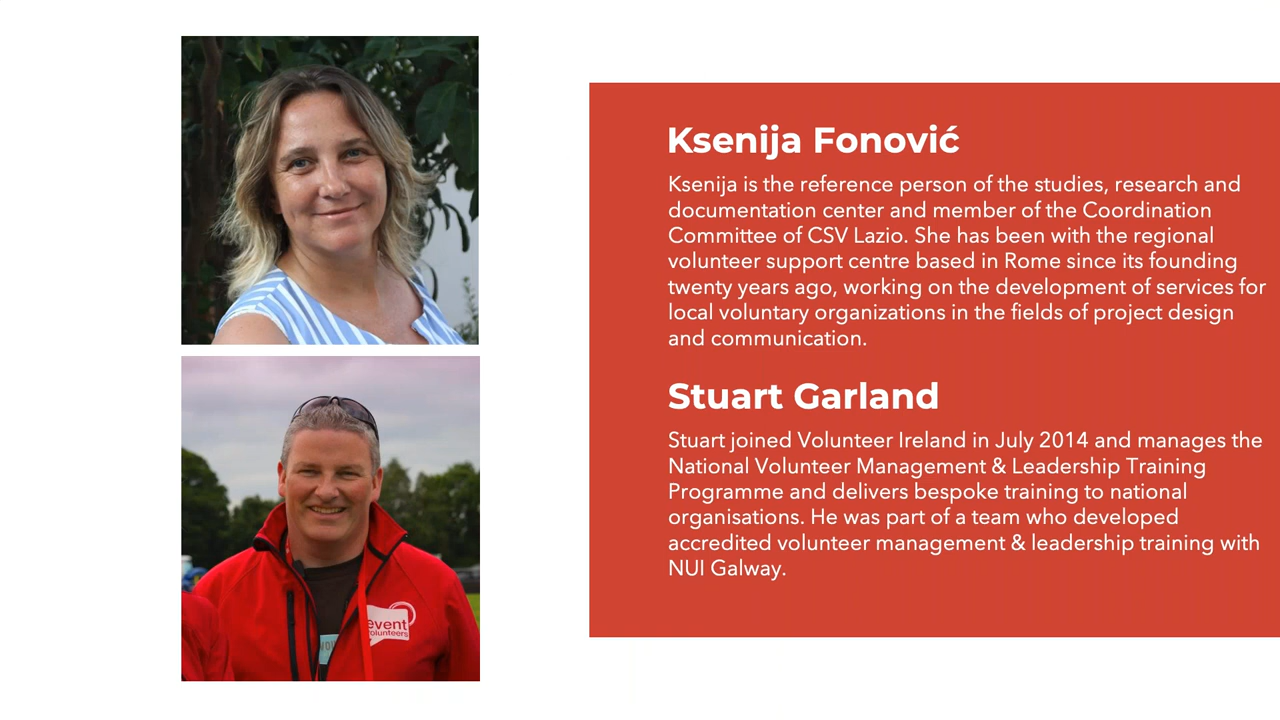 Ksenija Fonović
Ksenija is the reference person of the studies, research and
documentation center and member of the Coordination
Committee of CSV Lazio. She has been with the regional
volunteer support centre based in Rome since its founding
twenty years ago, working on the development of services for
local voluntary organizations in the fields of project design
and communication.
Stuart Garland
Stuart joined Volunteer Ireland in July 2014 and manages the
National Volunteer Management & Leadership Training
Programme and delivers bespoke training to national
organisations. He was part of a team who developed
accredited volunteer management & leadership training with
NUI Galway.
event
volunteers